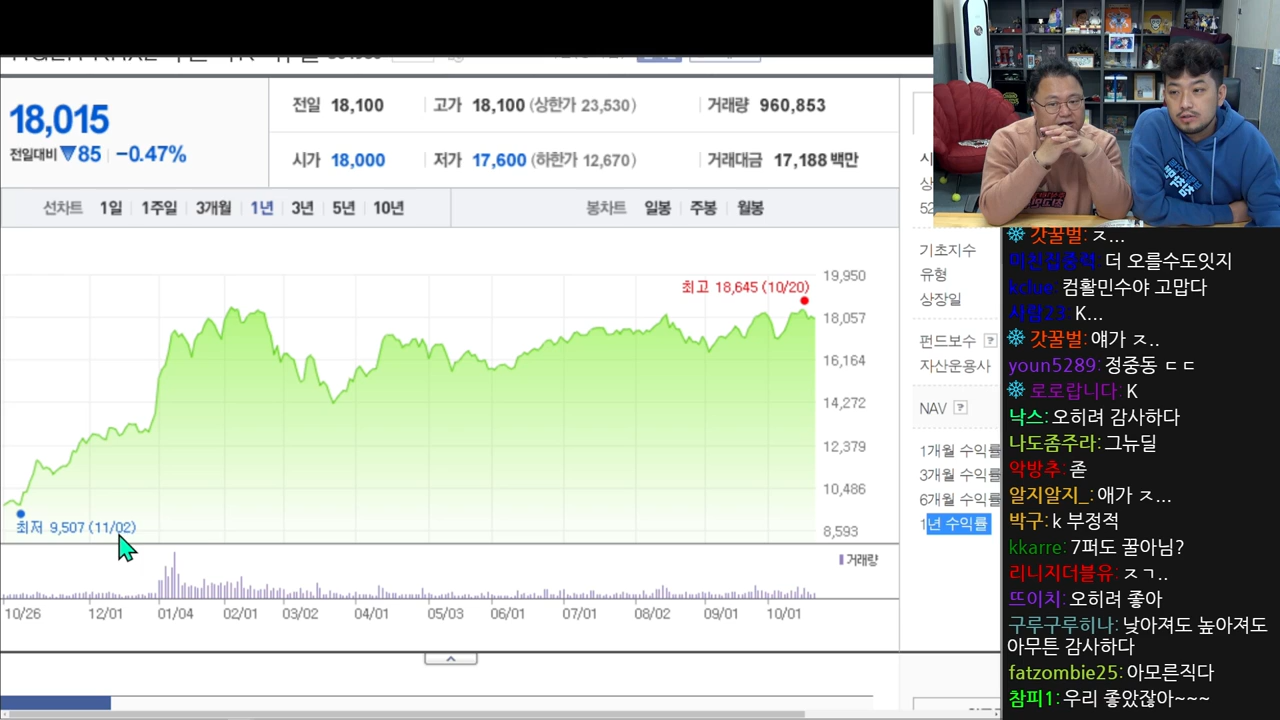 18,015
전일대비 ▼85 | -0.47%
전일 18,100 고가 18,100 (상한가 23,530) 거래량 960,853
시가 18,000 저가 17,600 (하한가 12,670) 거래대금 17,188 백만
선차트 1일 1주일 3개월 1년 3년 5년 10년 봉차트 일봉 주봉 월봉
최고 18,645 (10/20)
최저 9,507 (11/02)
19,950
18,057
16,164
14,272
12,379
10,486
8,593
거래량
10/26 12/01 01/04 02/01 03/02 04/01 05/03 06/01 07/01 08/02 09/01 10/01
시
상
52
기초지수
유형
상장일
펀드보수 ?
자산운용사
NAV ?
1개월 수익률
3개월 수익률
6개월 수익률
1년 수익률
갓꿀벌: ㅈ...
미친집중력: 더 오를수도잇지
kclue: 컴활민수야 고맙다
사람23: K...
갓꿀벌: 얘가 ㅈ..
youn5289: 정중동 ㄷㄷ
로로랍니다: K
낙스: 오히려 감사하다
나도좀주라: 그뉴딜
악방추: 좉
알지알지_: 애가 ㅈ...
박구: k 부정적
kkarre: 7퍼도 꿀아님?
리니지더블유: ㅈㄱ..
뜨이치: 오히려 좋아
구루구루히나: 낮아져도 높아져도
아무튼 감사하다
fatzombie25: 아모른직다
참피1: 우리 좋았잖아~~~